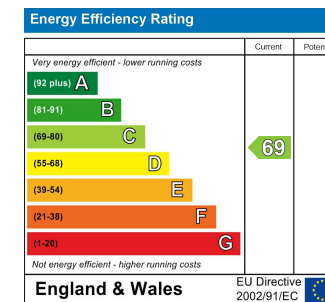 Energy Efficiency Rating
Current Poten
Very energy efficient - lower running costs
(92 plus) A
(81-91) B
(69-80) C
69
(55-68) D
(39-54) E
(21-38) F
(1-20) G
Not energy efficient - higher running costs
England & Wales
EU Directive
2002/91/EC